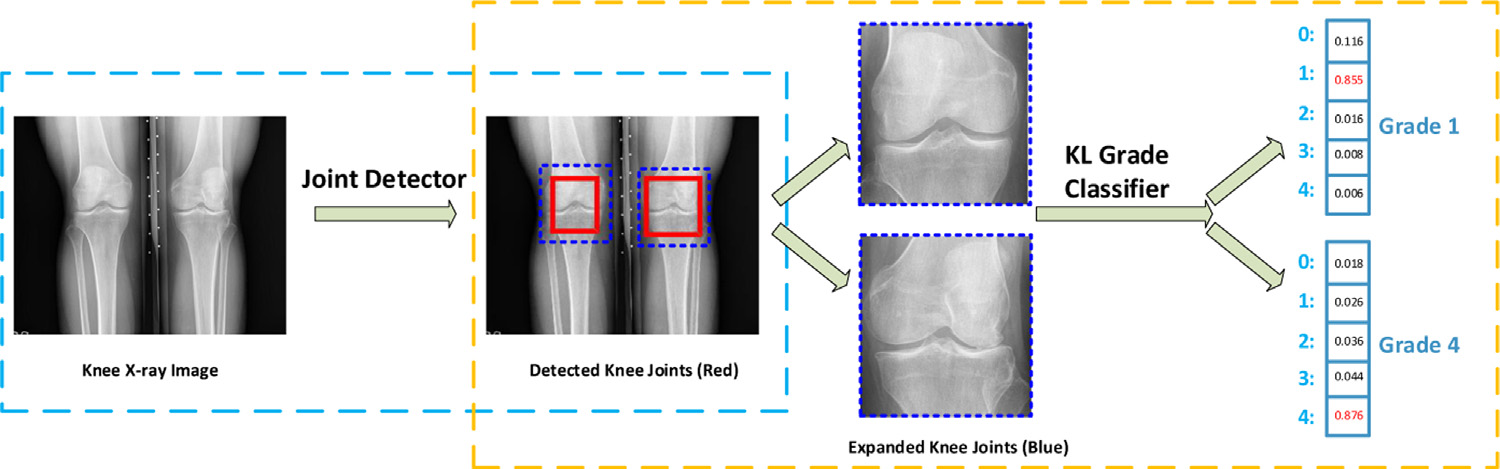 Knee X-ray Image
Joint Detector
Detected Knee Joints (Red)
Expanded Knee Joints (Blue)
KL Grade
Classifier
0: 0.116
1: 0.855
2: 0.016
3: 0.008
4: 0.006
Grade 1
0: 0.018
1: 0.026
2: 0.036
3: 0.044
4: 0.876
Grade 4